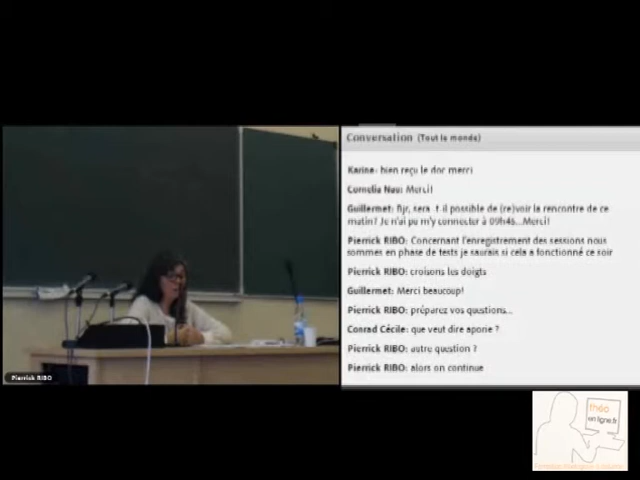 Conversation (Tout le monde)
Karine: bien reçu le doc merci
Cornelia Nau: Merci!
Guillermet: Bjr, sera t il possible de (re)voir la rencontre de ce
matin? Je n'ai pu m'y connecter à 09h45...Merci!
Pierrick RIBO: Concernant l'enregistrement des sessions nous
sommes en phase de tests je saurais si cela a fonctionné ce soir
Pierrick RIBO: croisons les doigts
Guillermet: Merci beaucoup!
Pierrick RIBO: préparez vos questions...
Conrad Cécile: que veut dire aporie ?
Pierrick RIBO: autre question ?
Pierrick RIBO: alors on continue
Pierrick RIBO
théo
en ligne.fr